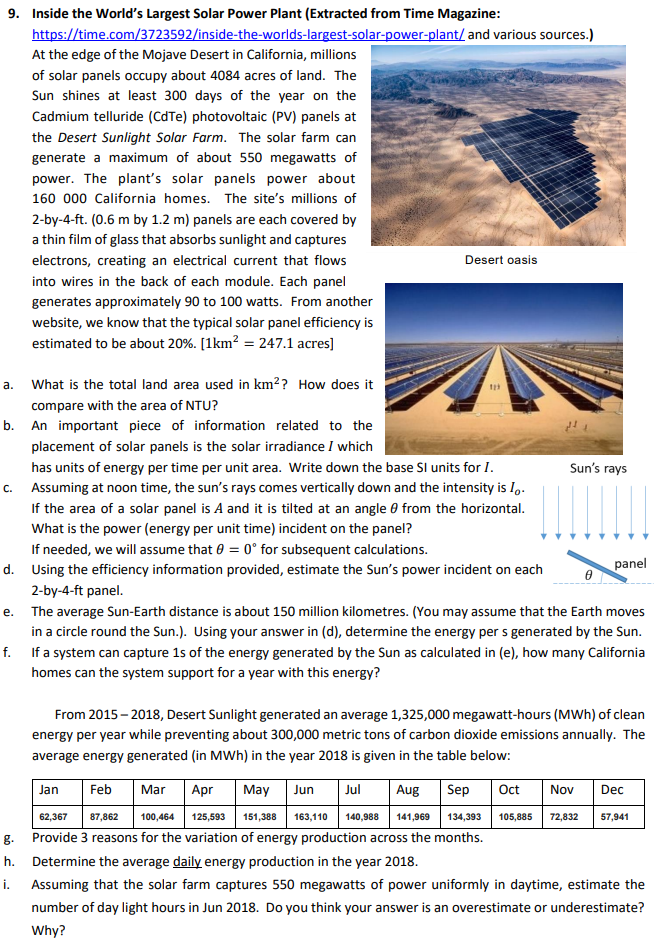 9. Inside the World's Largest Solar Power Plant (Extracted from Time Magazine:
https://time.com/3723592/inside-the-worlds-largest-solar-power-plant/ and various sources.)
At the edge of the Mojave Desert in California, millions
of solar panels occupy about 4084 acres of land. The
Sun shines at least 300 days of the year on the
Cadmium telluride (CdTe) photovoltaic (PV) panels at
the Desert Sunlight Solar Farm. The solar farm can
generate a maximum of about 550 megawatts of
power. The plant's solar panels power about
160 000 California homes. The site's millions of
2-by-4-ft. (0.6 m by 1.2 m) panels are each covered by
a thin film of glass that absorbs sunlight and captures
electrons, creating an electrical current that flows
into wires in the back of each module. Each panel
generates approximately 90 to 100 watts. From another
website, we know that the typical solar panel efficiency is
estimated to be about 20%. [1km² = 247.1 acres]
Desert oasis
a. What is the total land area used in km²? How does it
compare with the area of NTU?
b. An important piece of information related to the
placement of solar panels is the solar irradiance I which
has units of energy per time per unit area. Write down the base SI units for I.
c. Assuming at noon time, the sun's rays comes vertically down and the intensity is Iₒ.
If the area of a solar panel is A and it is tilted at an angle θ from the horizontal.
What is the power (energy per unit time) incident on the panel?
If needed, we will assume that θ = 0° for subsequent calculations.
Sun's rays
panel
θ
d. Using the efficiency information provided, estimate the Sun's power incident on each
2-by-4-ft panel.
e. The average Sun-Earth distance is about 150 million kilometres. (You may assume that the Earth moves
in a circle round the Sun.). Using your answer in (d), determine the energy per s generated by the Sun.
f. If a system can capture 1s of the energy generated by the Sun as calculated in (e), how many California
homes can the system support for a year with this energy?
From 2015 – 2018, Desert Sunlight generated an average 1,325,000 megawatt-hours (MWh) of clean
energy per year while preventing about 300,000 metric tons of carbon dioxide emissions annually. The
average energy generated (in MWh) in the year 2018 is given in the table below:
Jan Feb Mar Apr May Jun Jul Aug Sep Oct Nov Dec
62,367 87,862 100,464 125,593 151,388 163,110 140,988 141,969 134,393 105,885 72,832 57,941
g. Provide 3 reasons for the variation of energy production across the months.
h. Determine the average daily energy production in the year 2018.
i. Assuming that the solar farm captures 550 megawatts of power uniformly in daytime, estimate the
number of day light hours in Jun 2018. Do you think your answer is an overestimate or underestimate?
Why?